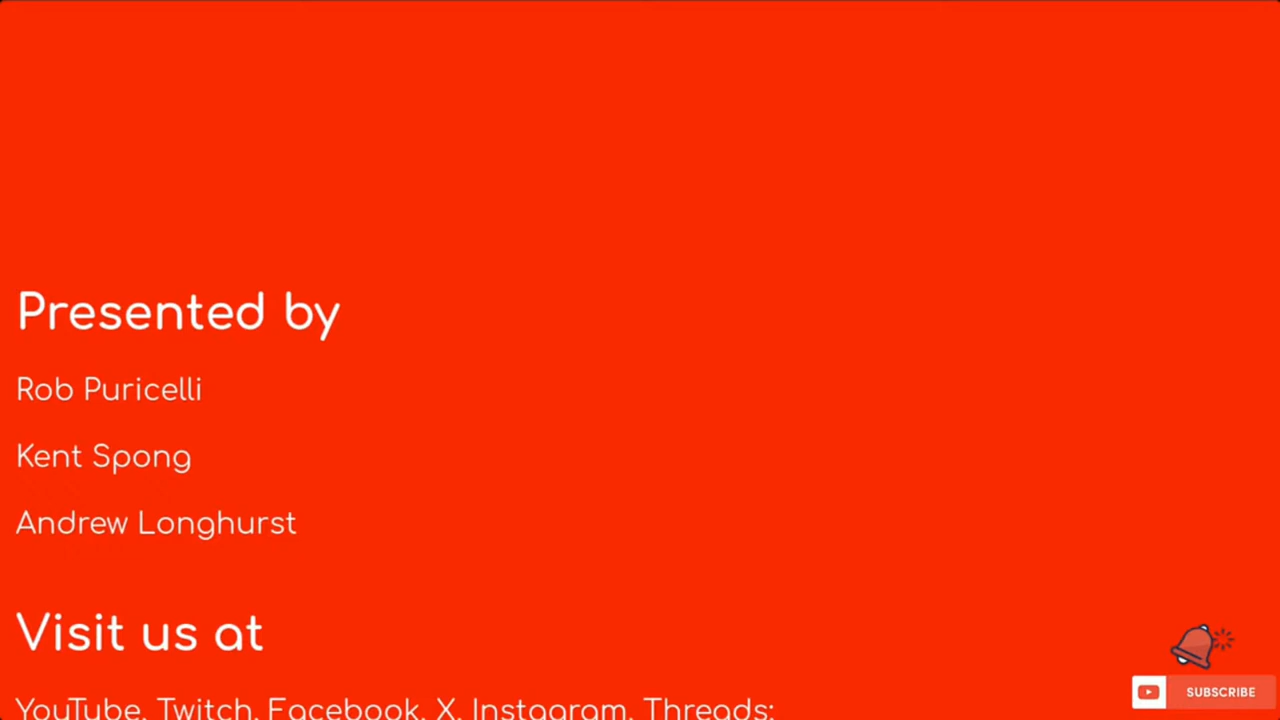 Presented by
Rob Puricelli
Kent Spong
Andrew Longhurst
Visit us at
YouTube, Twitch, Facebook, X, Instagram, Threads:
SUBSCRIBE